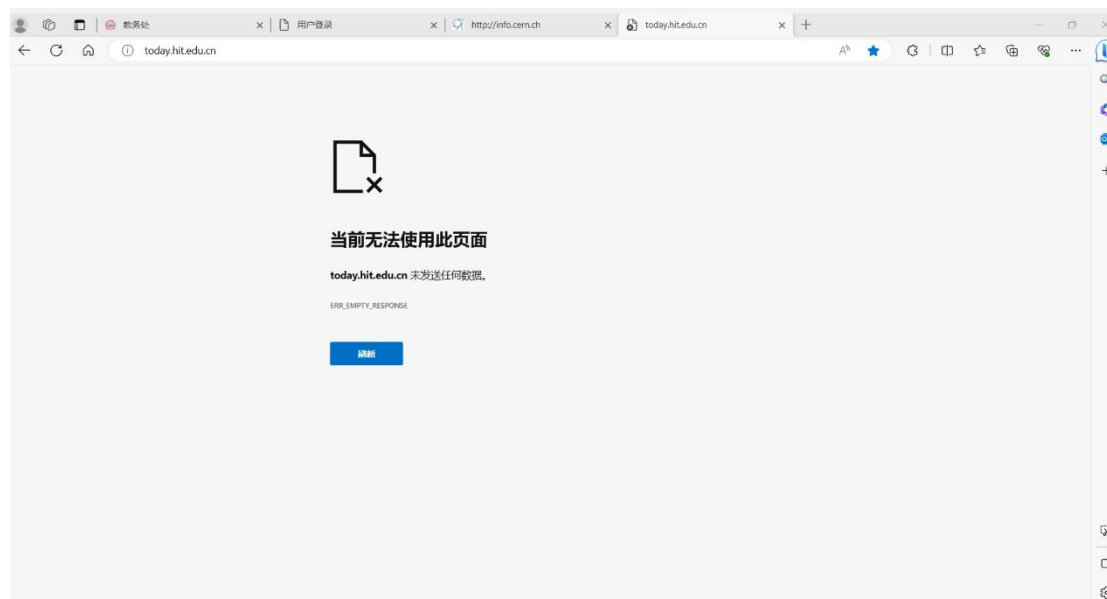 教务处
用户登录
http://info.cern.ch
today.hit.edu.cn
today.hit.edu.cn
当前无法使用此页面
today.hit.edu.cn 未发送任何数据。
ERR_EMPTY_RESPONSE
刷新